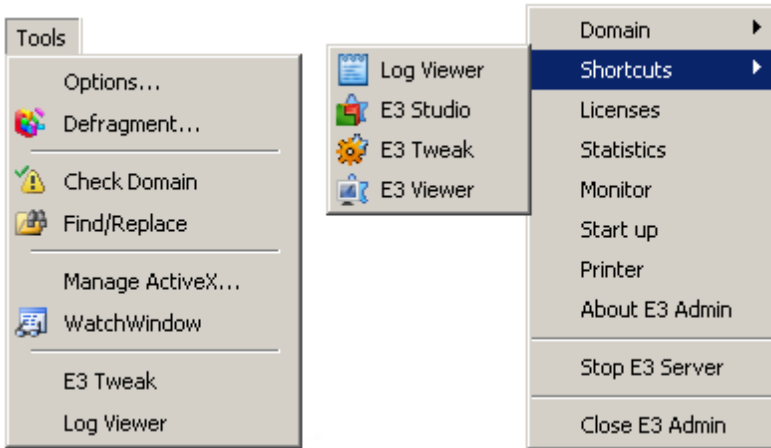 Tools
Options...
Defragment...
Check Domain
Find/Replace
Manage ActiveX...
WatchWindow
E3 Tweak
Log Viewer
Log Viewer
E3 Studio
E3 Tweak
E3 Viewer
Domain
Shortcuts
Licenses
Statistics
Monitor
Start up
Printer
About E3 Admin
Stop E3 Server
Close E3 Admin